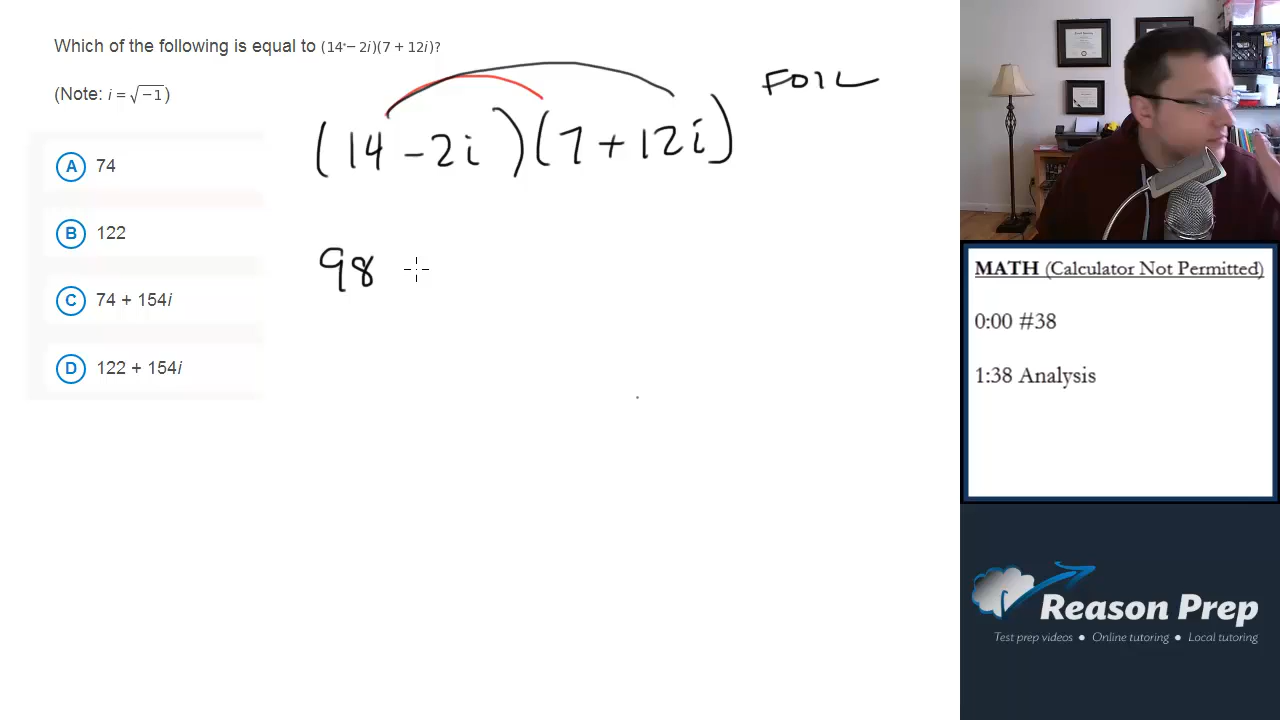 Which of the following is equal to (14 – 2i)(7 + 12i)?
(Note: i = √−1)
A 74
B 122
C 74 + 154i
D 122 + 154i
FOIL
(14 - 2i)(7 + 12i)
98
MATH (Calculator Not Permitted)
0:00 #38
1:38 Analysis
Reason Prep
Test prep videos ● Online tutoring ● Local tutoring